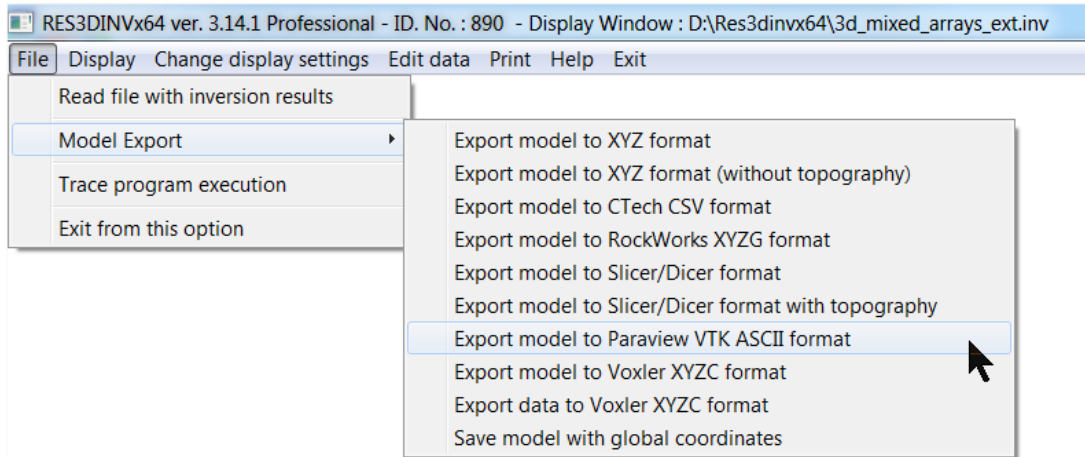 RES3DINVx64 ver. 3.14.1 Professional - ID. No. : 890 - Display Window : D:\Res3dinvx64\3d_mixed_arrays_ext.inv
File Display Change display settings Edit data Print Help Exit
Read file with inversion results
Model Export
Trace program execution
Exit from this option
Export model to XYZ format
Export model to XYZ format (without topography)
Export model to CTech CSV format
Export model to RockWorks XYZG format
Export model to Slicer/Dicer format
Export model to Slicer/Dicer format with topography
Export model to Paraview VTK ASCII format
Export model to Voxler XYZC format
Export data to Voxler XYZC format
Save model with global coordinates